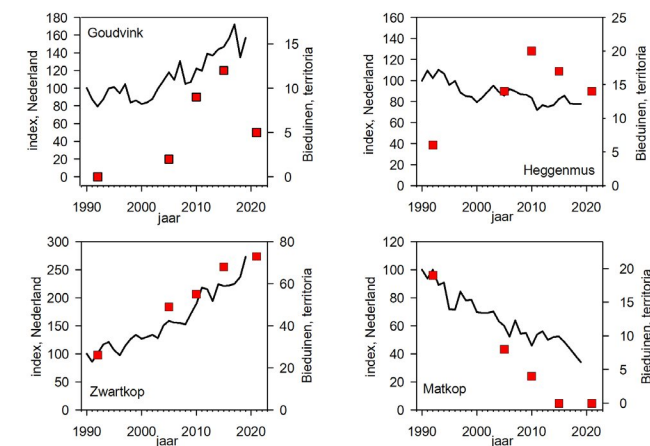 Goudvink
180
160
140
120
100
80
60
40
20
0
index, Nederland
15
10
5
0
Bieduinen, territoria
1990 2000 2010 2020
jaar
Heggenmus
160
140
120
100
80
60
40
20
0
index, Nederland
25
20
15
10
5
0
Bieduinen, territoria
1990 2000 2010 2020
jaar
Zwartkop
300
250
200
150
100
50
0
index, Nederland
80
60
40
20
0
Bieduinen, territoria
1990 2000 2010 2020
jaar
Matkop
120
100
80
60
40
20
0
index, Nederland
20
15
10
5
0
Bieduinen, territoria
1990 2000 2010 2020
jaar